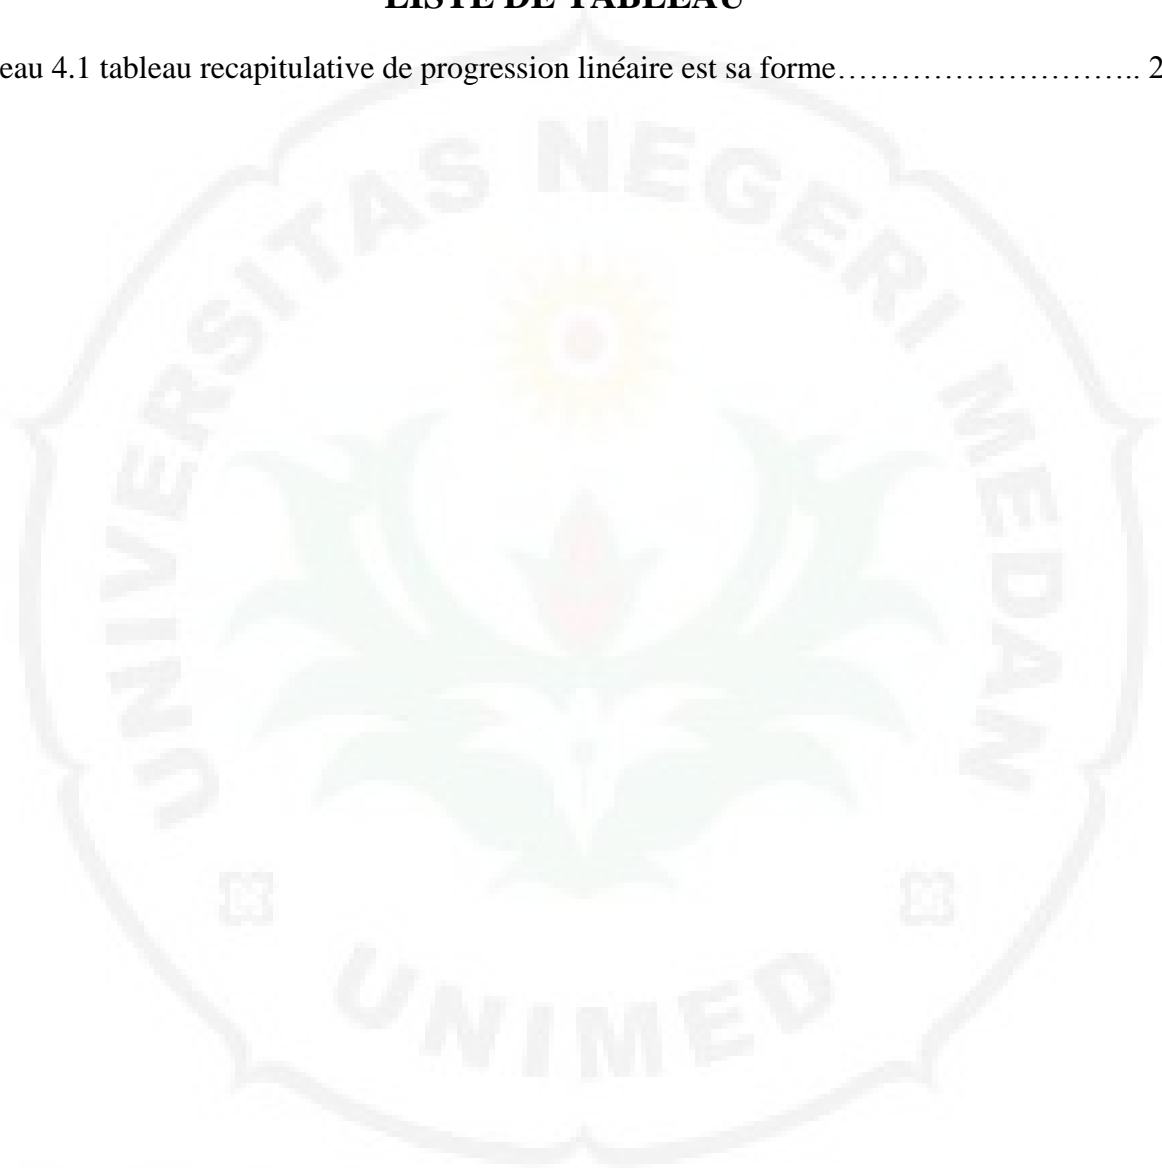 LISTE DE TABLEAU
eau 4.1 tableau recapitulative de progression linéaire est sa forme……………………….. 2
UNIVERSITAS NEGERI MEDAN
UNIMED